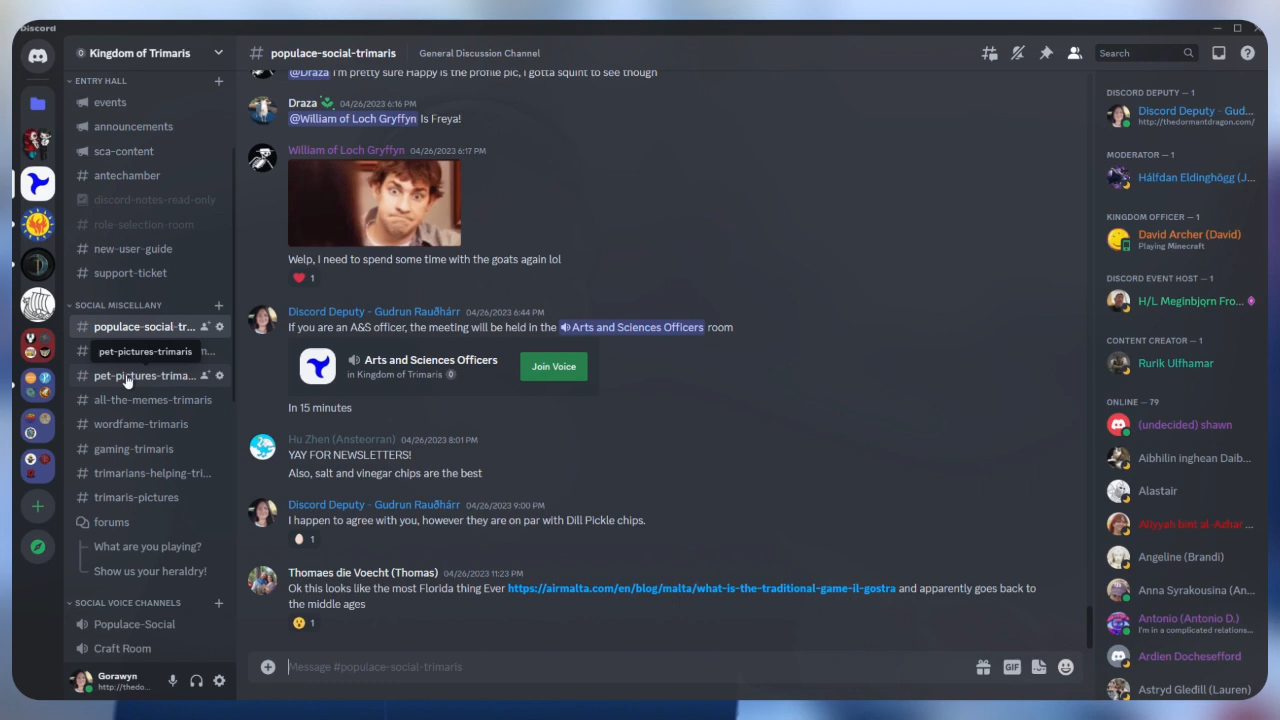 Discord
Kingdom of Trimaris
ENTRY HALL
events
announcements
sca-content
antechamber
discord-notes-read-only
role-selection-room
new-user-guide
support-ticket
SOCIAL MISCELLANY
populace-social-tr...
pet-pictures-trimaris
n...
pet-pictures-trima...
all-the-memes-trimaris
wordfame-trimaris
gaming-trimaris
trimarians-helping-tri...
trimaris-pictures
forums
What are you playing?
Show us your heraldry!
SOCIAL VOICE CHANNELS
Populace-Social
Craft Room
Gorawyn
http://thedo...
# populace-social-trimaris
General Discussion Channel
Search
@Draza I'm pretty sure Happy is the profile pic, I gotta squint to see though
Draza 04/26/2023 6:16 PM
@William of Loch Gryffyn Is Freya!
William of Loch Gryffyn 04/26/2023 6:17 PM
Welp, I need to spend some time with the goats again lol
1
Discord Deputy - Gudrun Rauðhárr 04/26/2023 6:44 PM
If you are an A&S officer, the meeting will be held in the Arts and Sciences Officers room
Arts and Sciences Officers
in Kingdom of Trimaris
Join Voice
In 15 minutes
Hu Zhen (Ansteorran) 04/26/2023 8:01 PM
YAY FOR NEWSLETTERS!
Also, salt and vinegar chips are the best
Discord Deputy - Gudrun Rauðhárr 04/26/2023 9:00 PM
I happen to agree with you, however they are on par with Dill Pickle chips.
1
Thomaes die Voecht (Thomas) 04/26/2023 11:23 PM
Ok this looks like the most Florida thing Ever https://airmalta.com/en/blog/malta/what-is-the-traditional-game-il-gostra and apparently goes back to
the middle ages
1
Message #populace-social-trimaris
GIF
DISCORD DEPUTY — 1
Discord Deputy - Gud...
http://thedormantdragon.com/
MODERATOR — 1
Hálfdan Eldinghǫgg (J...
KINGDOM OFFICER — 1
David Archer (David)
Playing Minecraft
DISCORD EVENT HOST — 1
H/L Meginbjorn Fro...
CONTENT CREATOR — 1
Rurik Ulfhamar
ONLINE — 79
(undecided) shawn
Aibhilin inghean Daib...
Alastair
Aliyyah bint al-Azhar ...
Angeline (Brandi)
Anna Syrakousina (An...
Antonio (Antonio D.)
I'm in a complicated relations...
Ardien Dochesefford
Astryd Gleðill (Lauren)